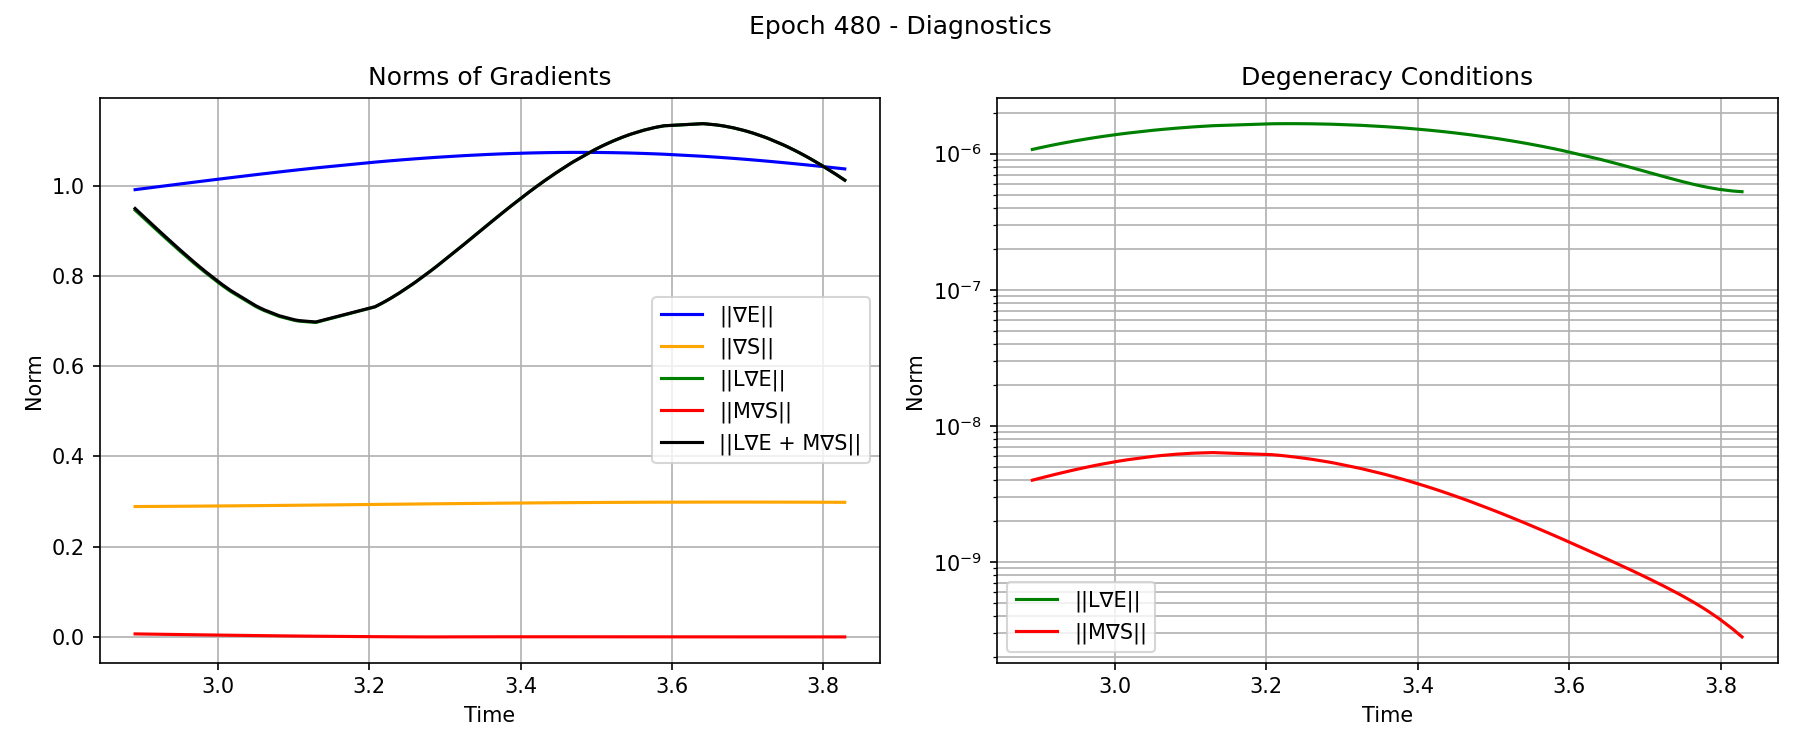 Epoch 480 - Diagnostics
Norms of Gradients
Norm
1.0
0.8
0.6
0.4
0.2
0.0
||∇E||
||∇S||
||L∇E||
||M∇S||
||L∇E + M∇S||
3.0 3.2 3.4 3.6 3.8
Time
Degeneracy Conditions
Norm
10⁻⁶
10⁻⁷
10⁻⁸
10⁻⁹
||L∇E||
||M∇S||
3.0 3.2 3.4 3.6 3.8
Time